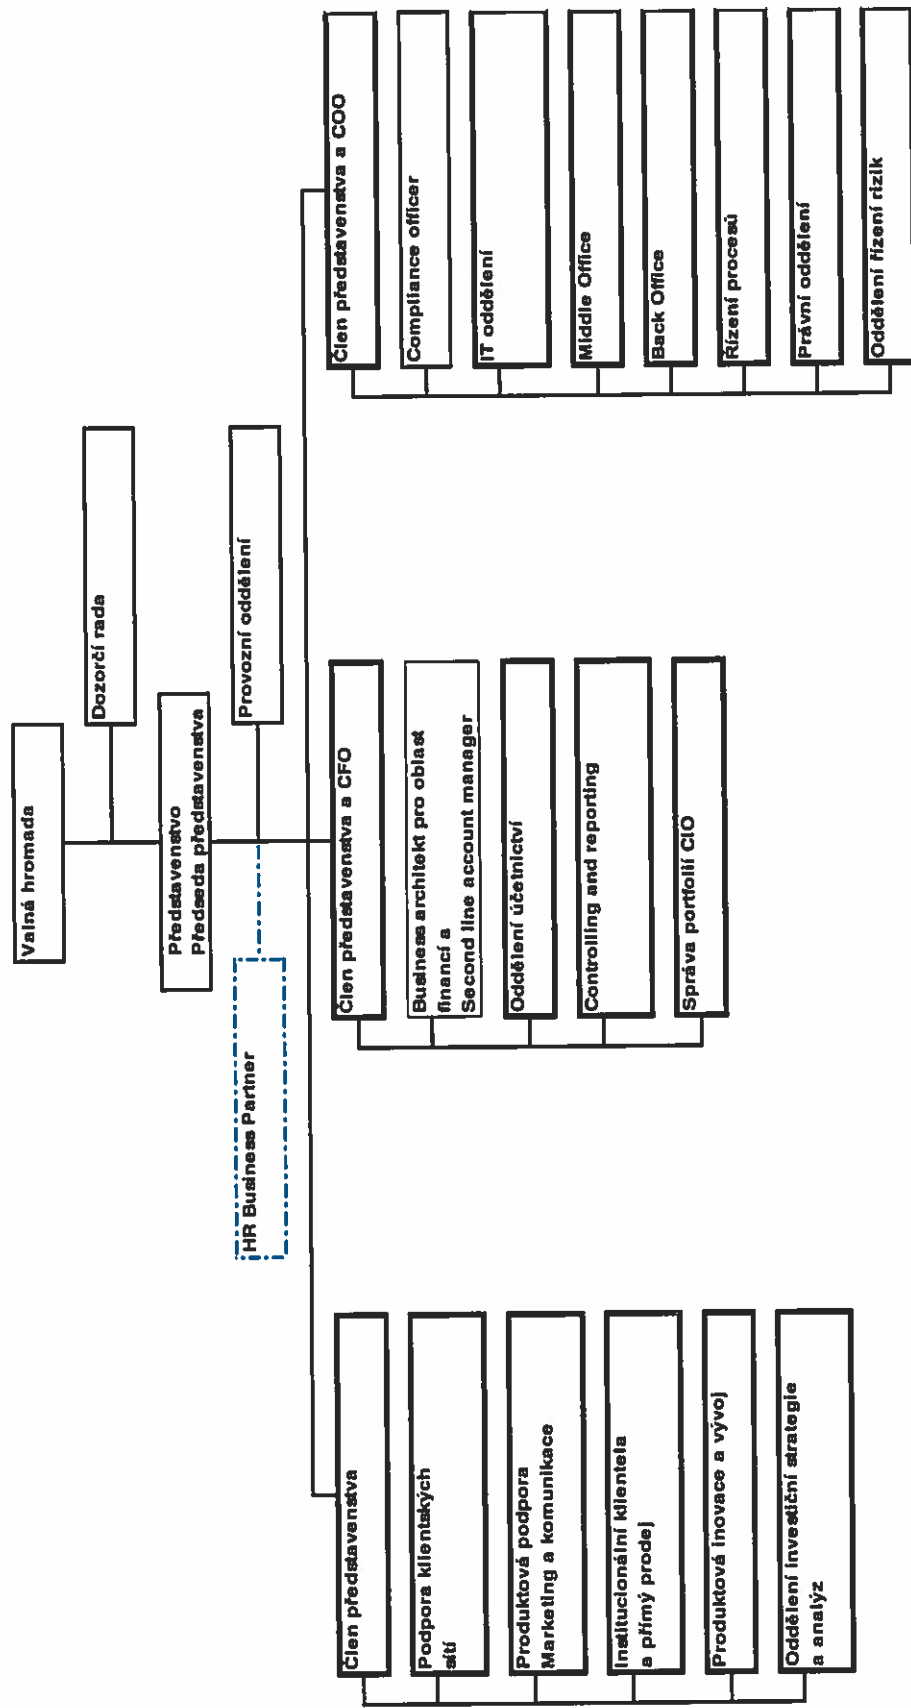 Valná hromada
Dozorčí rada
Představenstvo
Předseda představenstva
HR Business Partner
Provozní oddělení
Člen představenstva
Podpora klientských
sítí
Produktová podpora
Marketing a komunikace
Institucionální klientela
a přímý prodej
Produktová inovace a vývoj
Oddělení investiční strategie
a analýz
Člen představenstva a CFO
Business architekt pro oblast
financí a
Second line account manager
Oddělení účetnictví
Controlling and reporting
Správa portfolií CIO
Člen představenstva a COO
Compliance officer
IT oddělení
Middle Office
Back Office
Řízení procesů
Právní oddělení
Oddělení řízení rizik